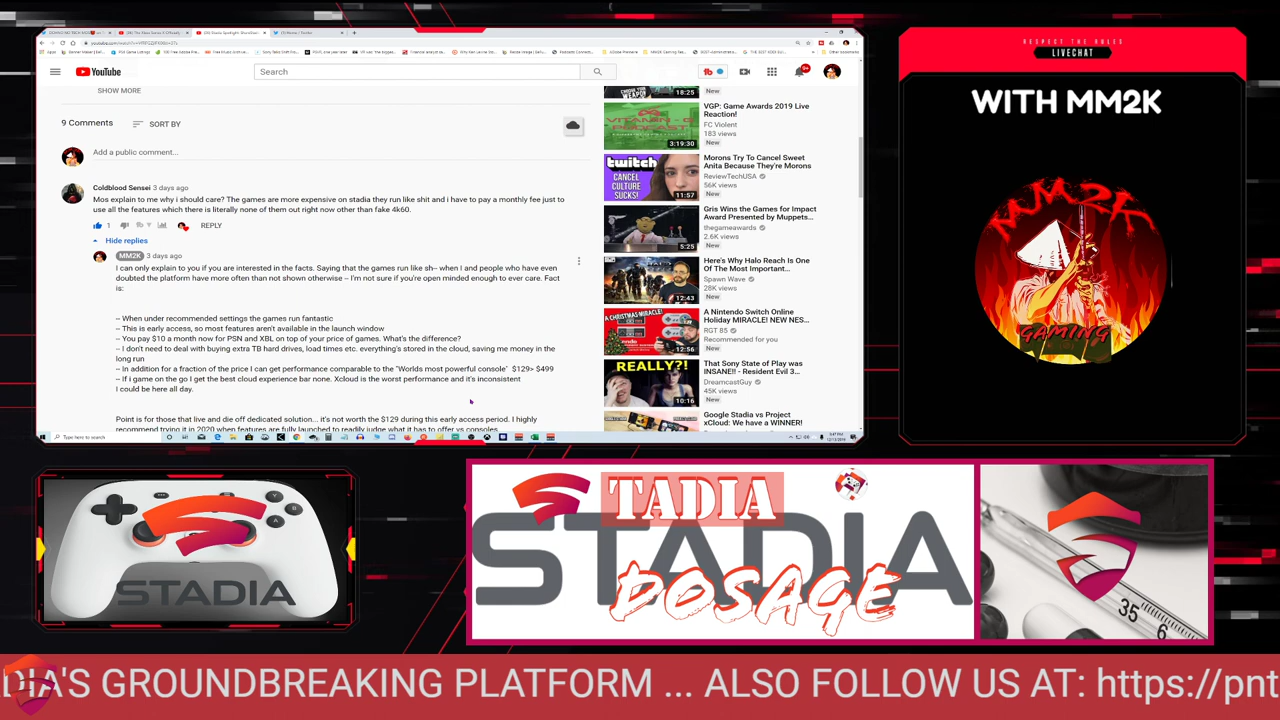 YouTube
Search
9+
SHOW MORE
9 Comments
SORT BY
Add a public comment...
Coldblood Sensei 3 days ago
Mos explain to me why i should care? The games are more expensive on stadia they run like shit and i have to pay a monthly fee just to
use all the features which there is literally none of them out right now other than fake 4k60.
1
REPLY
Hide replies
MM2K 3 days ago
I can only explain to you if you are interested in the facts. Saying that the games run like sh-- when I and people who have even
doubted the platform have more often than not shown otherwise -- I'm not sure if you're open minded enough to ever care. Fact
is:
-- When under recommended settings the games run fantastic
-- This is early access, so most features aren't available in the launch window
-- You pay $10 a month now for PSN and XBL on top of your price of games. What's the difference?
-- I don't need to deal with buying extra TB hard drives, load times etc. everything's stored in the cloud, saving me money in the
long run
-- In addition for a fraction of the price I can get performance comparable to the "Worlds most powerful console" $129> $499
-- If i game on the go I get the best cloud experience bar none. Xcloud is the worst performance and it's inconsistent
I could be here all day.
Point is for those that live and die off dedicated solution... it's not worth the $129 during this early access period. I highly
recommend trying it in 2020 when features are fully launched to readily judge what it has to offer vs consoles
18:25
New
VITAMIN - G
PODCAST
3:19:30
VGP: Game Awards 2019 Live
Reaction!
FC Violent
183 views
New
twitch
CANCEL
CULTURE
SUCKS!
11:57
Morons Try To Cancel Sweet
Anita Because They're Morons
ReviewTechUSA
56K views
New
5:25
Gris Wins the Games for Impact
Award Presented by Muppets...
thegameawards
2.6K views
New
12:43
Here's Why Halo Reach Is One
Of The Most Important...
Spawn Wave
28K views
New
A CHRISTMAS MIRACLE!
12:56
A Nintendo Switch Online
Holiday MIRACLE! NEW NES...
RGT 85
Recommended for you
REALLY?!
10:16
That Sony State of Play was
INSANE!! - Resident Evil 3...
DreamcastGuy
45K views
New
Google Stadia vs Project
xCloud: We have a WINNER!
Type here to search
RESPECT THE RULES
LIVECHAT
WITH MM2K
MM2K
GAMING
STADIA
TADIA
STADIA
DOSAGE
35
6
DIA'S GROUNDBREAKING PLATFORM ... ALSO FOLLOW US AT: https://pnt